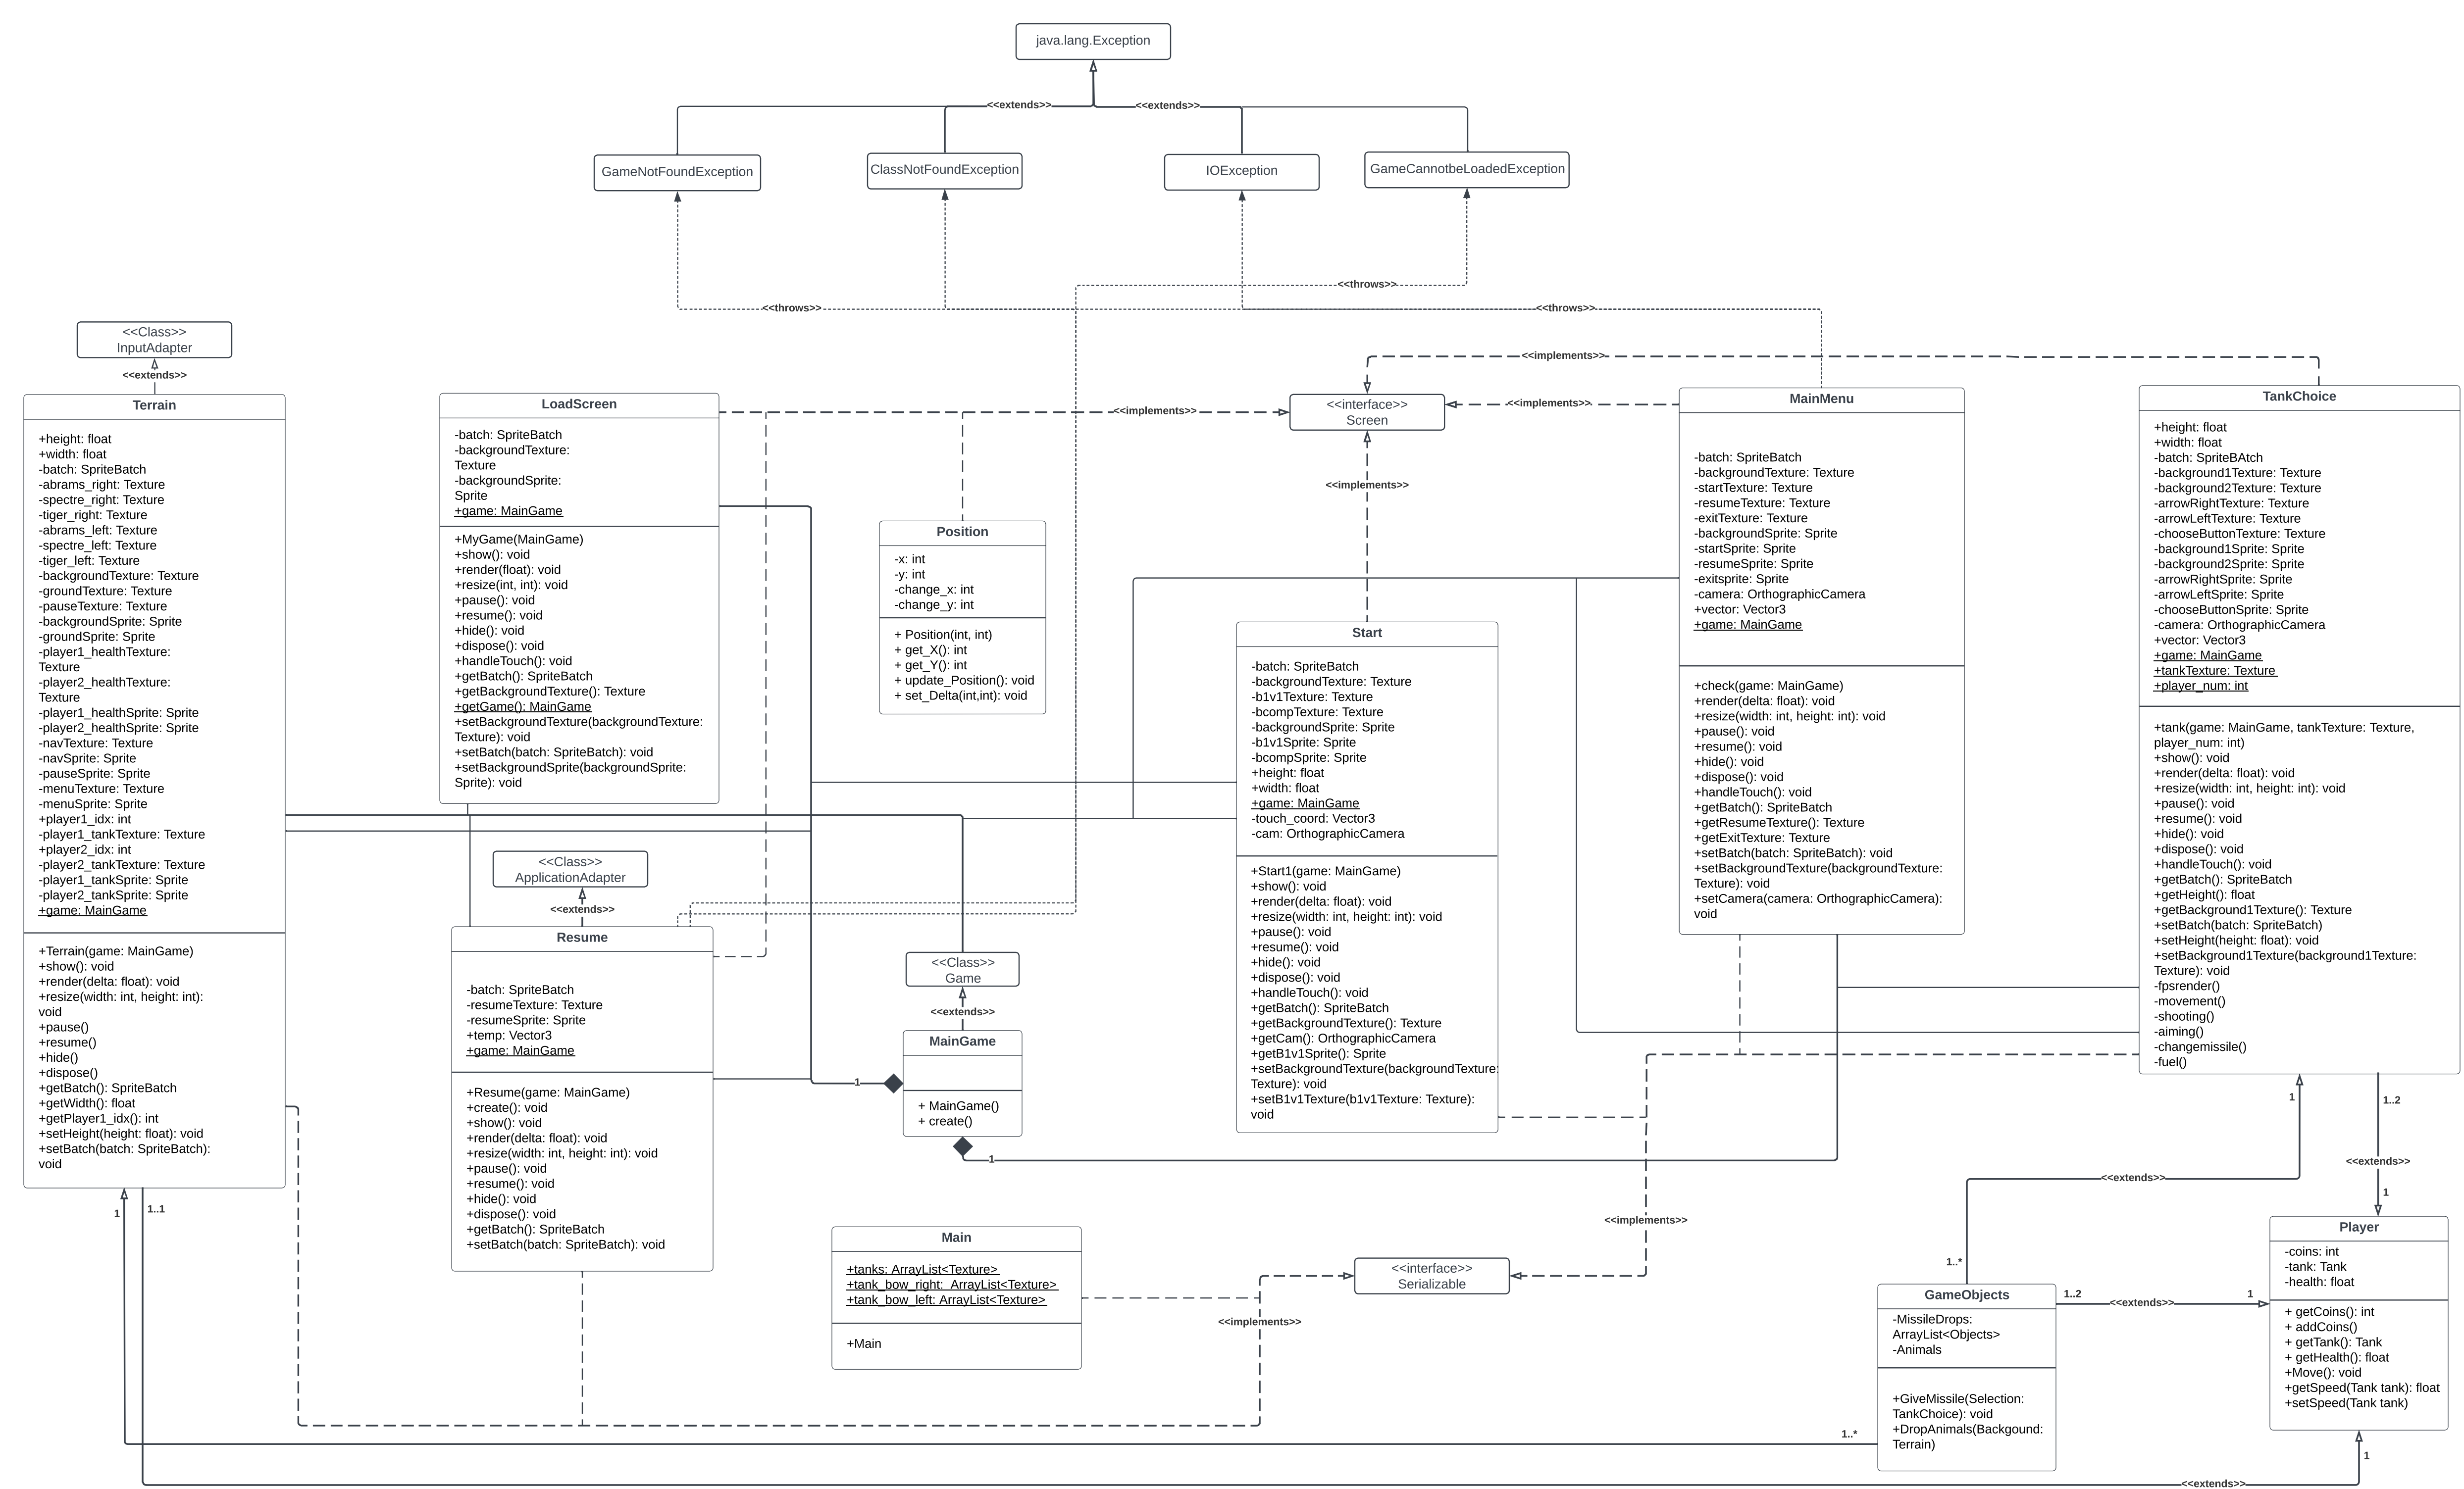 java.lang.Exception
<<extends>>
<<extends>>
GameNotFoundException
ClassNotFoundException
IOException
GameCannotbeLoadedException
<<throws>>
<<throws>>
<<throws>>
<<Class>>
InputAdapter
<<extends>>
Terrain
+height: float
+width: float
-batch: SpriteBatch
-abrams_right: Texture
-spectre_right: Texture
-tiger_right: Texture
-abrams_left: Texture
-spectre_left: Texture
-tiger_left: Texture
-backgroundTexture: Texture
-groundTexture: Texture
-pauseTexture: Texture
-backgroundSprite: Sprite
-groundSprite: Sprite
-player1_healthTexture:
Texture
-player2_healthTexture:
Texture
-player1_healthSprite: Sprite
-player2_healthSprite: Sprite
-navTexture: Texture
-navSprite: Sprite
-pauseSprite: Sprite
-menuTexture: Texture
-menuSprite: Sprite
+player1_idx: int
-player1_tankTexture: Texture
+player2_idx: int
-player2_tankTexture: Texture
-player1_tankSprite: Sprite
-player2_tankSprite: Sprite
+game: MainGame
+Terrain(game: MainGame)
+show(): void
+render(delta: float): void
+resize(width: int, height: int):
void
+pause()
+resume()
+hide()
+dispose()
+getBatch(): SpriteBatch
+getWidth(): float
+getPlayer1_idx(): int
+setHeight(height: float): void
+setBatch(batch: SpriteBatch):
void
1
1..1
LoadScreen
-batch: SpriteBatch
-backgroundTexture:
Texture
-backgroundSprite:
Sprite
+game: MainGame
+MyGame(MainGame)
+show(): void
+render(float): void
+resize(int, int): void
+pause(): void
+resume(): void
+hide(): void
+dispose(): void
+handleTouch(): void
+getBatch(): SpriteBatch
+getBackgroundTexture(): Texture
+getGame(): MainGame
+setBackgroundTexture(backgroundTexture:
Texture): void
+setBatch(batch: SpriteBatch): void
+setBackgroundSprite(backgroundSprite:
Sprite): void
<<implements>>
<<Class>>
ApplicationAdapter
<<extends>>
Resume
-batch: SpriteBatch
-resumeTexture: Texture
-resumeSprite: Sprite
+temp: Vector3
+game: MainGame
+Resume(game: MainGame)
+create(): void
+show(): void
+render(delta: float): void
+resize(width: int, height: int): void
+pause(): void
+resume(): void
+hide(): void
+dispose(): void
+getBatch(): SpriteBatch
+setBatch(batch: SpriteBatch): void
Position
-x: int
-y: int
-change_x: int
-change_y: int
+ Position(int, int)
+ get_X(): int
+ get_Y(): int
+ update_Position(): void
+ set_Delta(int,int): void
<<Class>>
Game
<<extends>>
MainGame
+ MainGame()
+ create()
1
1
Main
+tanks: ArrayList<Texture>
+tank_bow_right:  ArrayList<Texture>
+tank_bow_left: ArrayList<Texture>
+Main
<<implements>>
<<interface>>
Screen
<<implements>>
<<implements>>
<<implements>>
Start
-batch: SpriteBatch
-backgroundTexture: Texture
-b1v1Texture: Texture
-bcompTexture: Texture
-backgroundSprite: Sprite
-b1v1Sprite: Sprite
-bcompSprite: Sprite
+height: float
+width: float
+game: MainGame
-touch_coord: Vector3
-cam: OrthographicCamera
+Start1(game: MainGame)
+show(): void
+render(delta: float): void
+resize(width: int, height: int): void
+pause(): void
+resume(): void
+hide(): void
+dispose(): void
+handleTouch(): void
+getBatch(): SpriteBatch
+getBackgroundTexture(): Texture
+getCam(): OrthographicCamera
+getB1v1Sprite(): Sprite
+setBackgroundTexture(backgroundTexture:
Texture): void
+setB1v1Texture(b1v1Texture: Texture):
void
<<interface>>
Serializable
<<implements>>
MainMenu
-batch: SpriteBatch
-backgroundTexture: Texture
-startTexture: Texture
-resumeTexture: Texture
-exitTexture: Texture
-backgroundSprite: Sprite
-startSprite: Sprite
-resumeSprite: Sprite
-exitsprite: Sprite
-camera: OrthographicCamera
+vector: Vector3
+game: MainGame
+check(game: MainGame)
+render(delta: float): void
+resize(width: int, height: int): void
+pause(): void
+resume(): void
+hide(): void
+dispose(): void
+handleTouch(): void
+getBatch(): SpriteBatch
+getResumeTexture(): Texture
+getExitTexture: Texture
+setBatch(batch: SpriteBatch): void
+setBackgroundTexture(backgroundTexture:
Texture): void
+setCamera(camera: OrthographicCamera):
void
TankChoice
+height: float
+width: float
-batch: SpriteBAtch
-background1Texture: Texture
-background2Texture: Texture
-arrowRightTexture: Texture
-arrowLeftTexture: Texture
-chooseButtonTexture: Texture
-background1Sprite: Sprite
-background2Sprite: Sprite
-arrowRightSprite: Sprite
-arrowLeftSprite: Sprite
-chooseButtonSprite: Sprite
-camera: OrthographicCamera
+vector: Vector3
+game: MainGame
+tankTexture: Texture
+player_num: int
+tank(game: MainGame, tankTexture: Texture,
player_num: int)
+show(): void
+render(delta: float): void
+resize(width: int, height: int): void
+pause(): void
+resume(): void
+hide(): void
+dispose(): void
+handleTouch(): void
+getBatch(): SpriteBatch
+getHeight(): float
+getBackground1Texture(): Texture
+setBatch(batch: SpriteBatch)
+setHeight(height: float): void
+setBackground1Texture(background1Texture:
Texture): void
-fpsrender()
-movement()
-shooting()
-aiming()
-changemissile()
-fuel()
1
1..2
<<extends>>
<<extends>>
1
1..*
GameObjects
-MissileDrops:
ArrayList<Objects>
-Animals
+GiveMissile(Selection:
TankChoice): void
+DropAnimals(Backgound:
Terrain)
1..2
<<extends>>
1
1..*
Player
-coins: int
-tank: Tank
-health: float
+ getCoins(): int
+ addCoins()
+ getTank(): Tank
+ getHealth(): float
+Move(): void
+getSpeed(Tank tank): float
+setSpeed(Tank tank)
1
<<extends>>